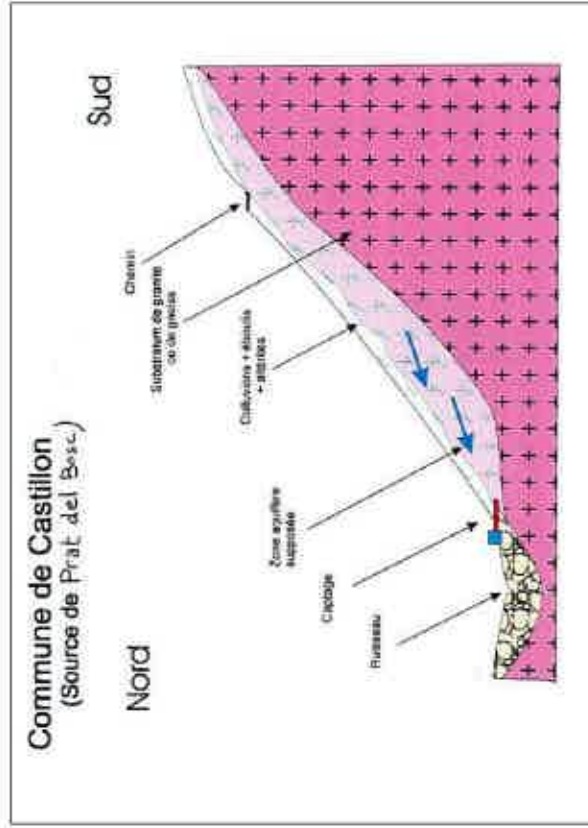 Commune de Castillon
(Source de Prat del Bosc)
Nord
Sud
Chemin
Substratum de granite
ou de gneiss
Colluvions + éboulis
+ altérites
Zone aquifère
supposée
Captage
Ruisseau